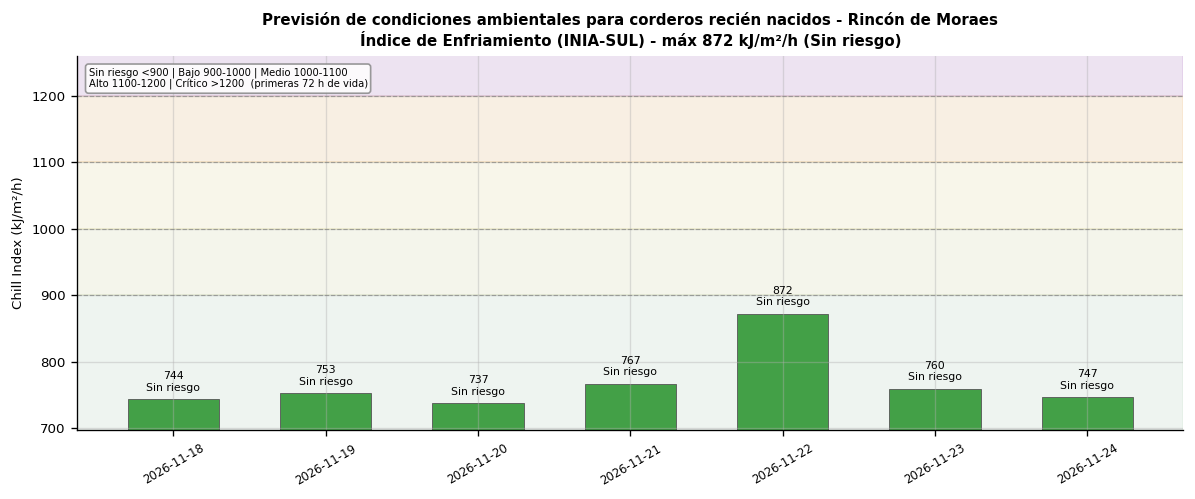 Previsión de condiciones ambientales para corderos recién nacidos - Rincón de Moraes
Índice de Enfriamiento (INIA-SUL) - máx 872 kJ/m²/h (Sin riesgo)
Sin riesgo <900 | Bajo 900-1000 | Medio 1000-1100
Alto 1100-1200 | Crítico >1200 (primeras 72 h de vida)
Chill Index (kJ/m²/h)
1200
1100
1000
900
800
700
744
Sin riesgo
753
Sin riesgo
737
Sin riesgo
767
Sin riesgo
872
Sin riesgo
760
Sin riesgo
747
Sin riesgo
2026-11-18
2026-11-19
2026-11-20
2026-11-21
2026-11-22
2026-11-23
2026-11-24